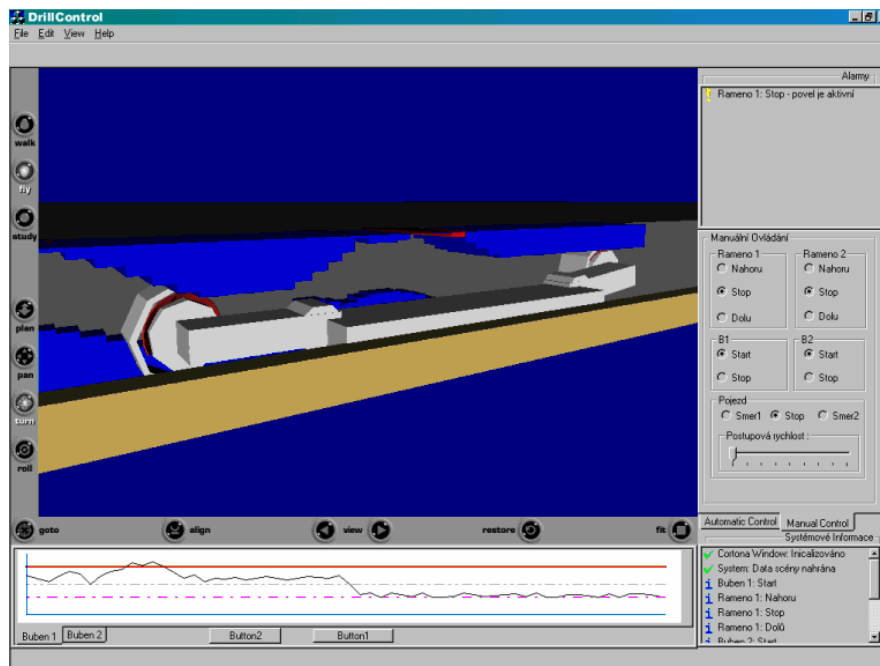 DrillControl
File Edit View Help
Alarmy
Rameno 1: Stop - povel je aktivní
walk
fly
study
plan
pan
turn
roll
goto
align
view
restore
fit
Manuální Ovládání
Rameno 1
Nahoru
Stop
Dolu
Rameno 2
Nahoru
Stop
Dolu
B1
Start
Stop
B2
Start
Stop
Pojezd
Smer1 Stop Smer2
Postupová rychlost :
Automatic Control Manual Control
Systémové Informace
Cortona Window: Inicalizováno
System: Data scény nahrána
Buben 1: Start
Rameno 1: Nahoru
Rameno 1: Stop
Rameno 1: Dolů
Buben 2: Start
Buben 1 Buben 2
Button2
Button1